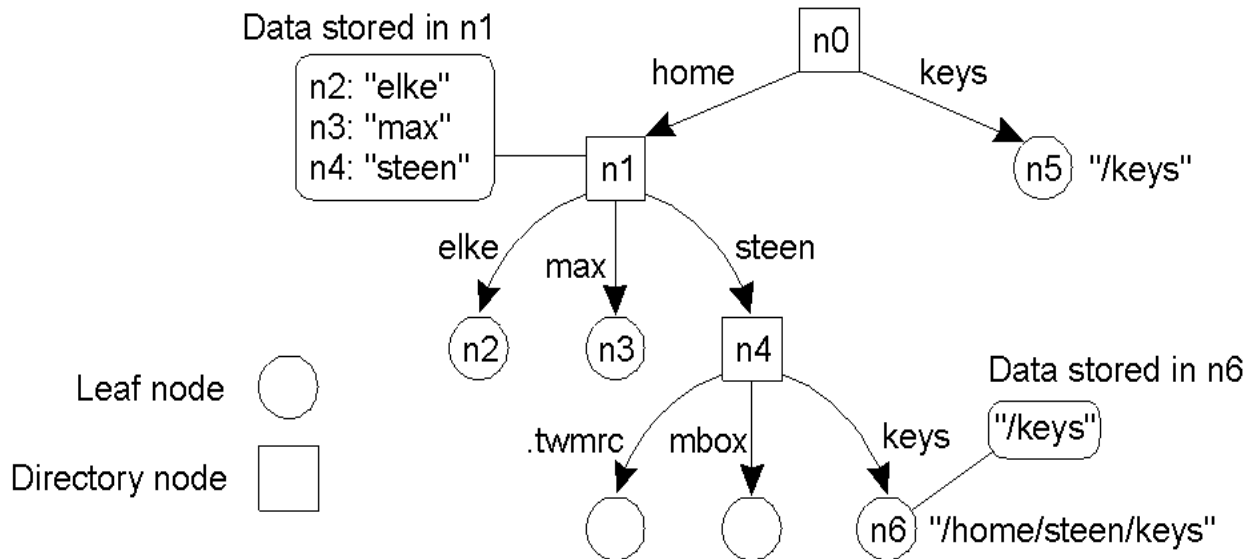 Data stored in n1
n0
n2: "elke"
n3: "max"
n4: "steen"
home
keys
n1
n5
"/keys"
elke
max
steen
n2
n3
n4
Leaf node
Data stored in n6
"/keys"
.twmrc
mbox
keys
Directory node
n6
"/home/steen/keys"